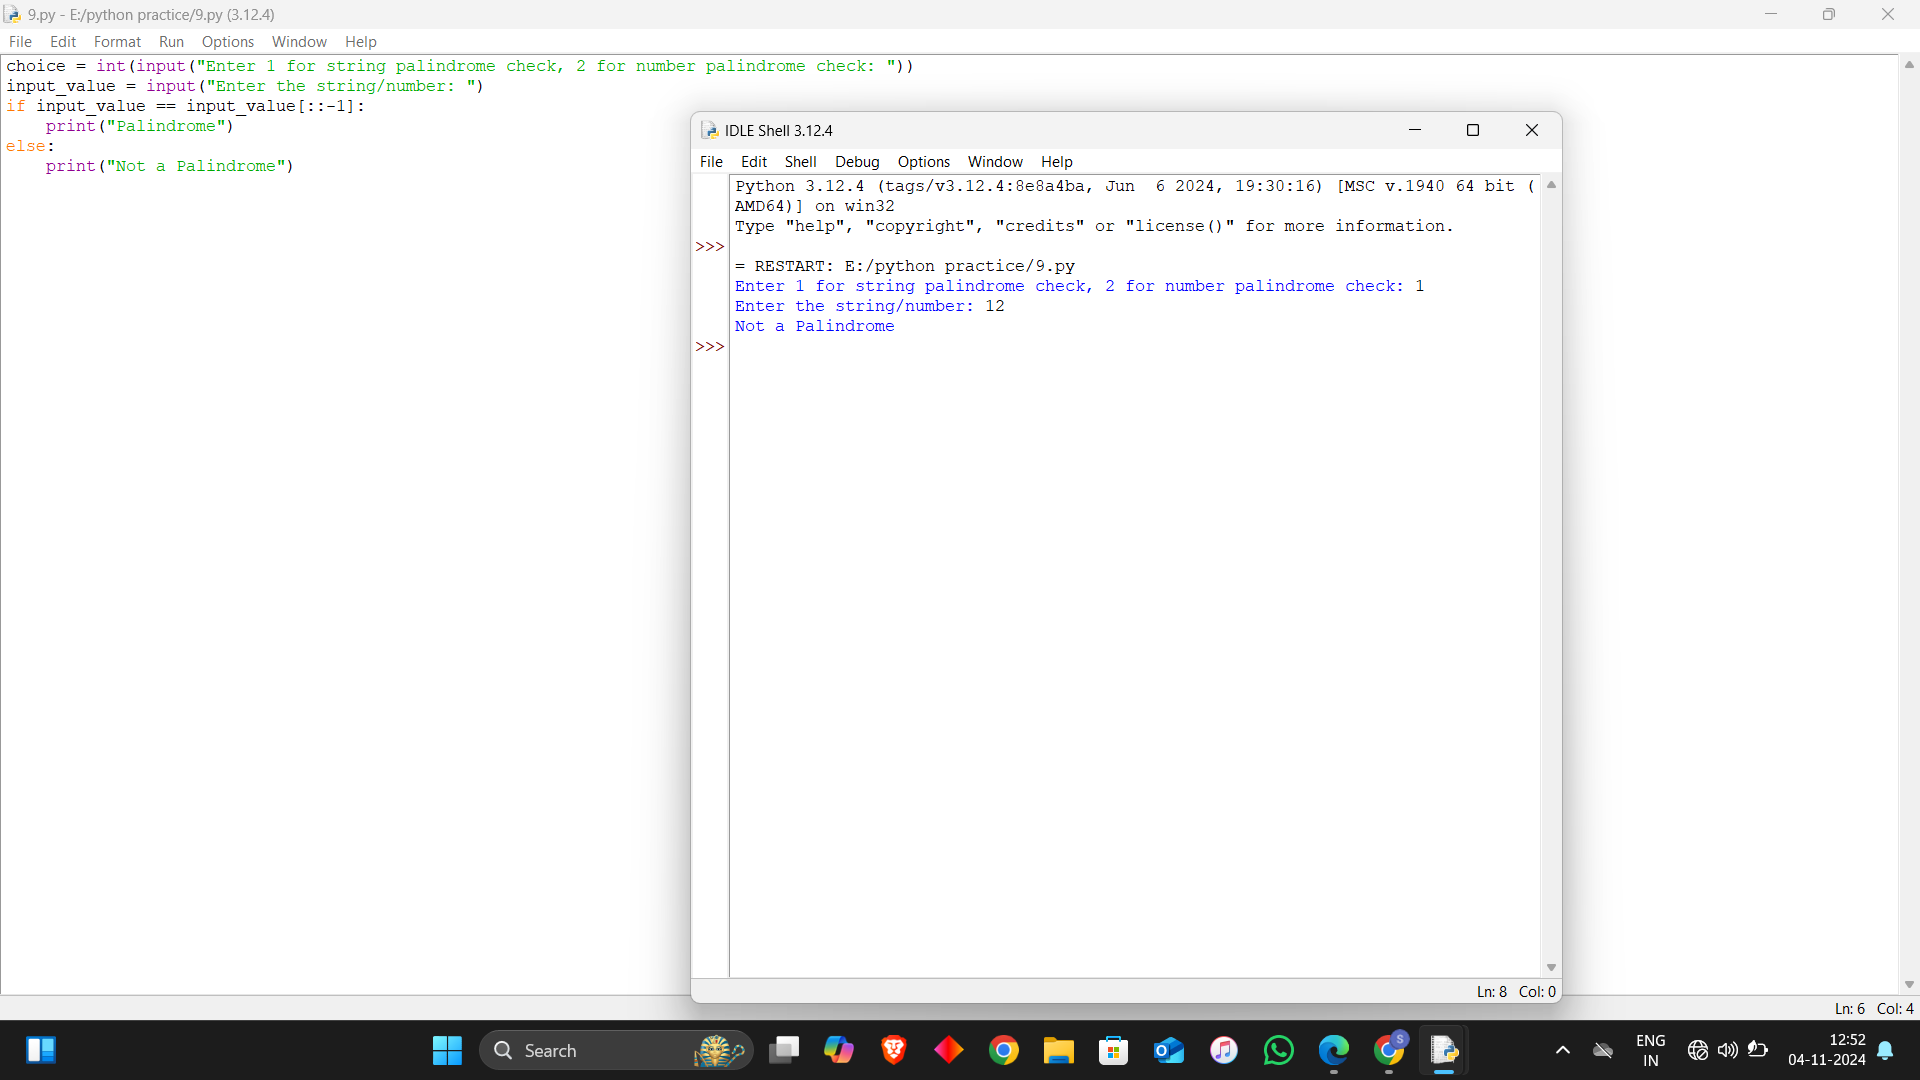 9.py - E:/python practice/9.py (3.12.4)
File Edit Format Run Options Window Help
choice = int(input("Enter 1 for string palindrome check, 2 for number palindrome check: "))
input_value = input("Enter the string/number: ")
if input_value == input_value[::-1]:
    print("Palindrome")
else:
    print("Not a Palindrome")
IDLE Shell 3.12.4
File Edit Shell Debug Options Window Help
Python 3.12.4 (tags/v3.12.4:8e8a4ba, Jun  6 2024, 19:30:16) [MSC v.1940 64 bit (
AMD64)] on win32
Type "help", "copyright", "credits" or "license()" for more information.
>>>
= RESTART: E:/python practice/9.py
Enter 1 for string palindrome check, 2 for number palindrome check: 1
Enter the string/number: 12
Not a Palindrome
>>>
Ln: 8 Col: 0
Ln: 6 Col: 4
Search
S
ENG
IN
12:52
04-11-2024